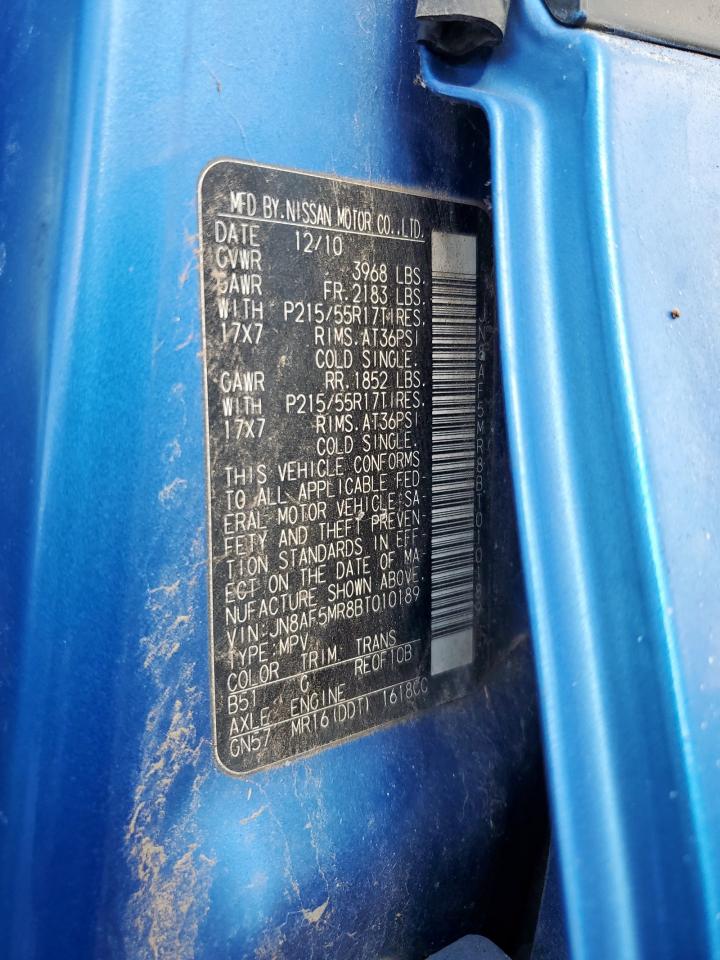 MFD BY.NISSAN MOTOR CO.,LTD.
DATE 12/10
GVWR 3968 LBS.
GAWR FR.2183 LBS.
WITH P215/55R17TIRES,
17X7 RIMS.AT36PSI
COLD SINGLE.
GAWR RR.1852 LBS.
WITH P215/55R17TIRES,
17X7 RIMS.AT36PSI
COLD SINGLE.
THIS VEHICLE CONFORMS
TO ALL APPLICABLE FED-
ERAL MOTOR VEHICLE SA-
FETY AND THEFT PREVEN-
TION STANDARDS IN EFF-
ECT ON THE DATE OF MA-
NUFACTURE SHOWN ABOVE.
VIN:JN8AF5MR8BT010189
TYPE:MPV
COLOR TRIM TRANS
B51 G RE0F10B
AXLE ENGINE
GN57 MR16(DDT) 1618CC
JN8AF5MR8BT010189